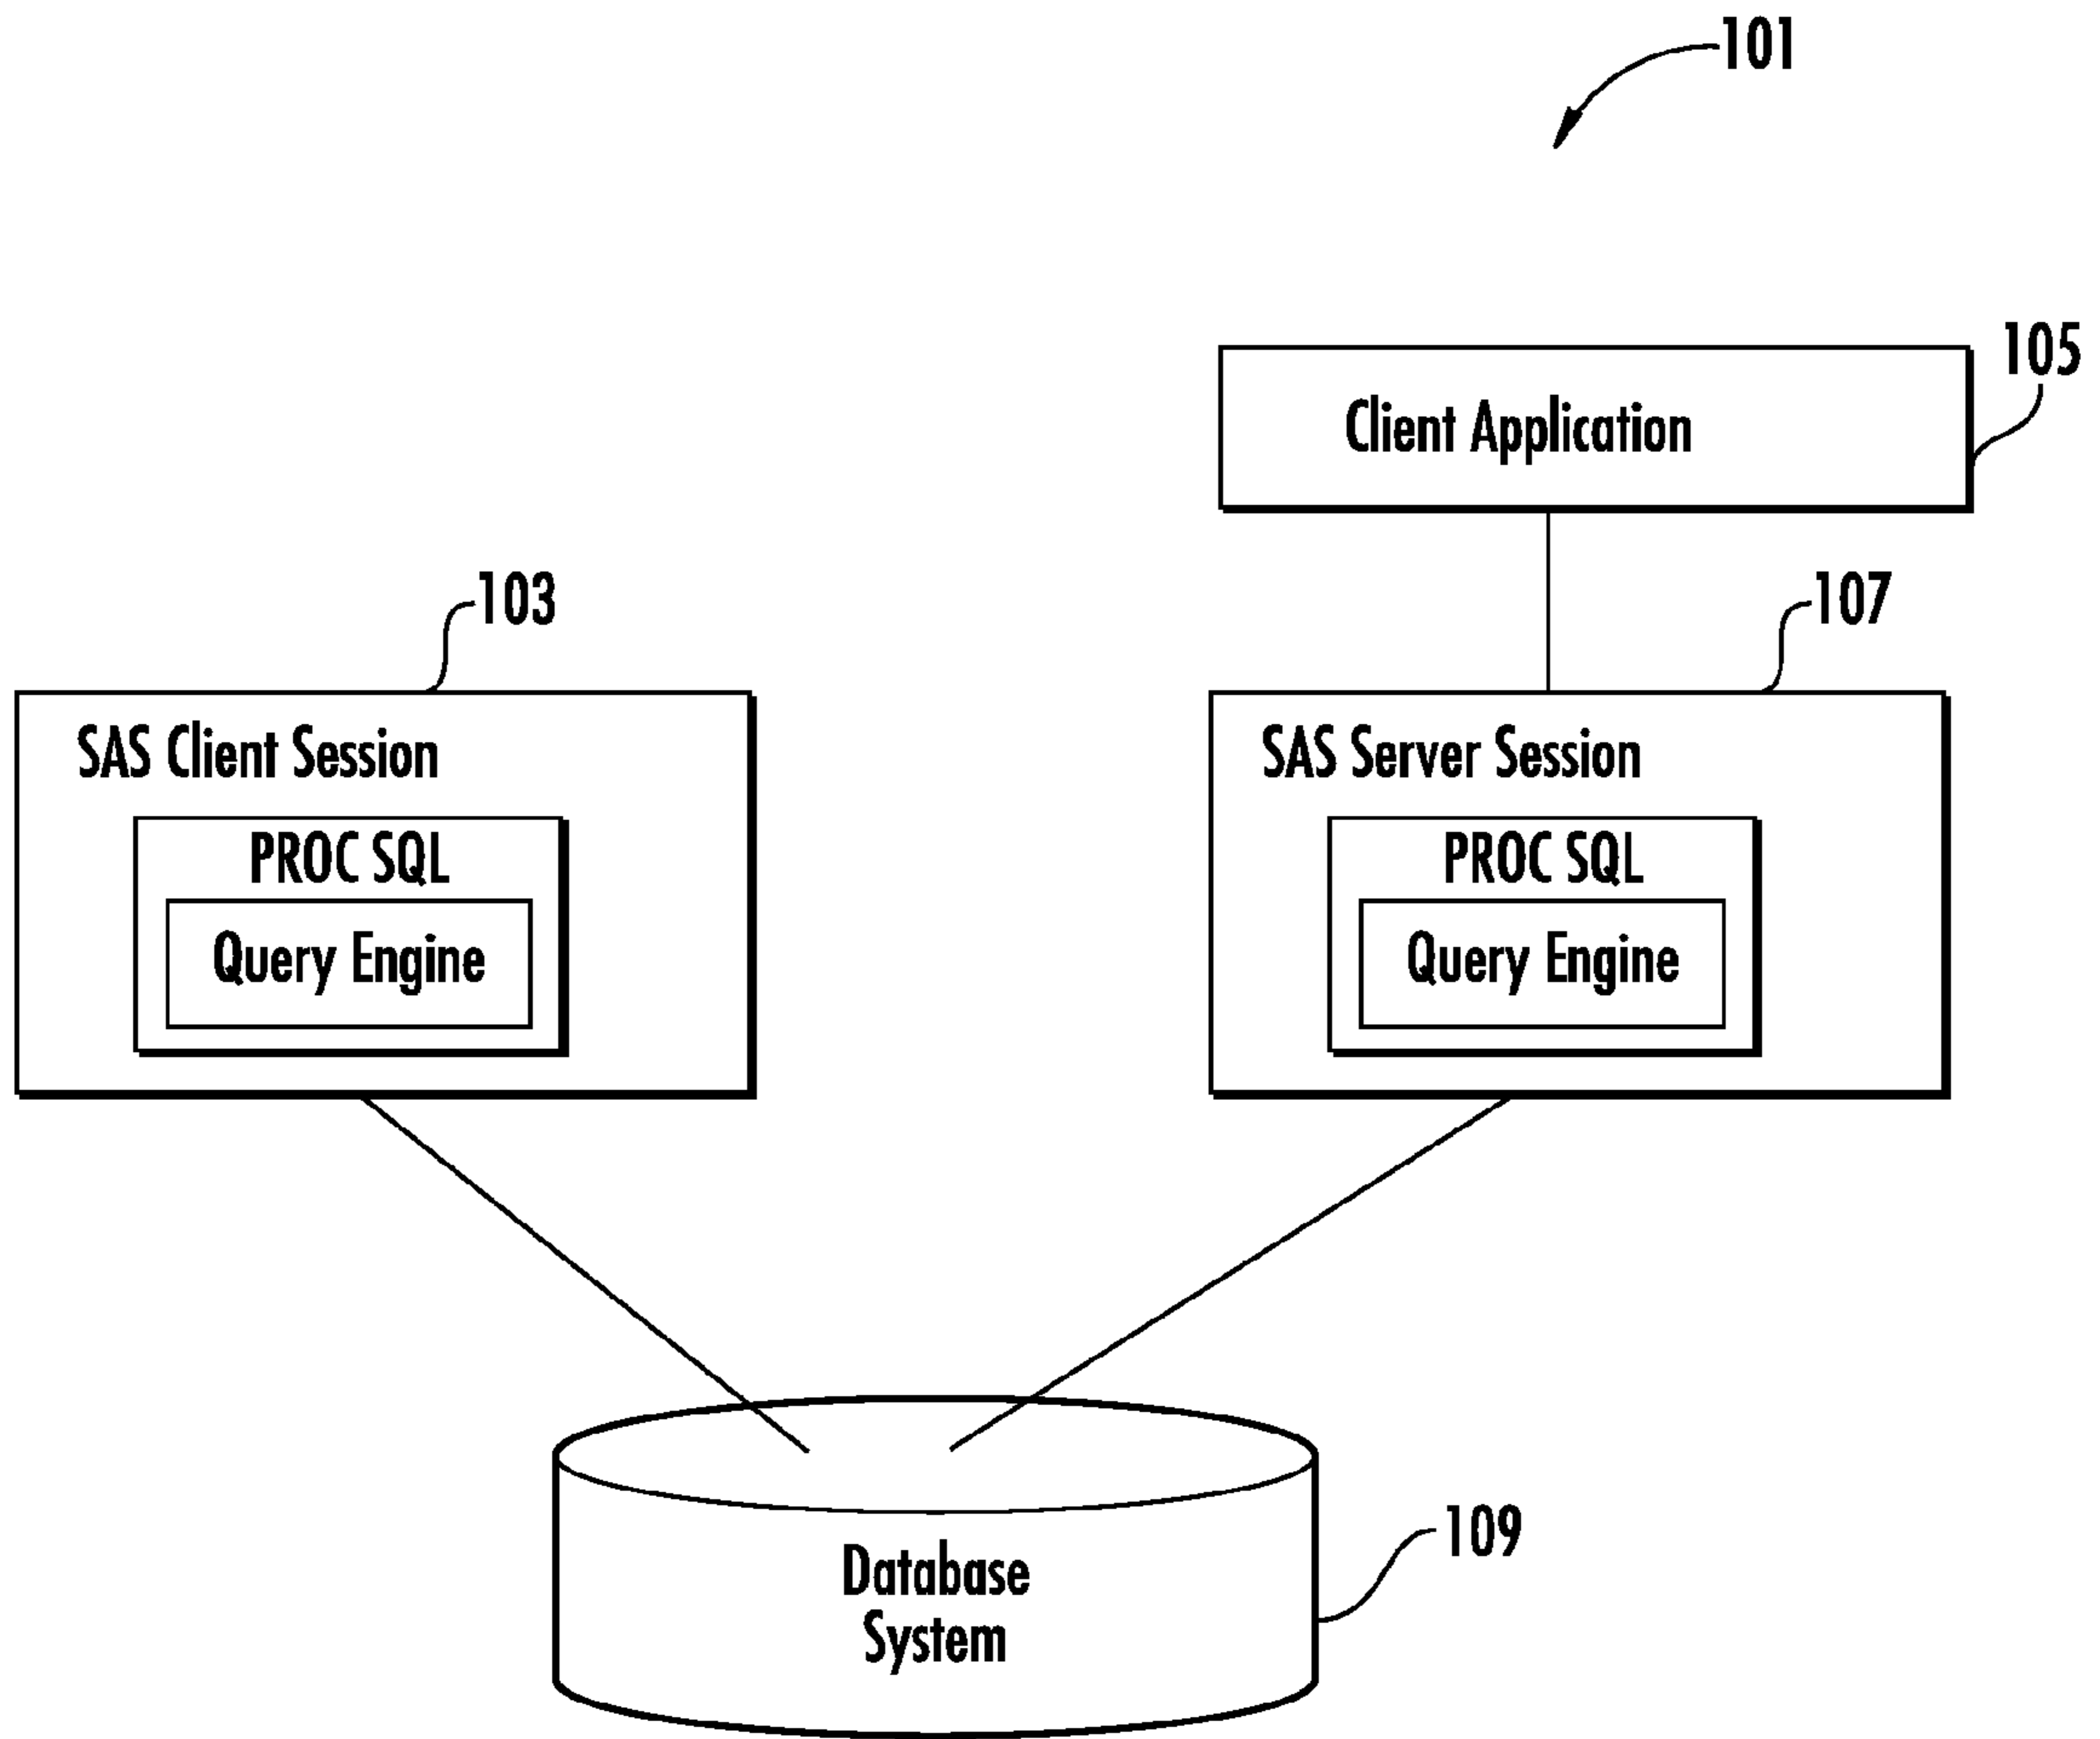 101
105
Client Application
103
107
SAS Client Session
PROC SQL
Query Engine
SAS Server Session
PROC SQL
Query Engine
Database
System
109